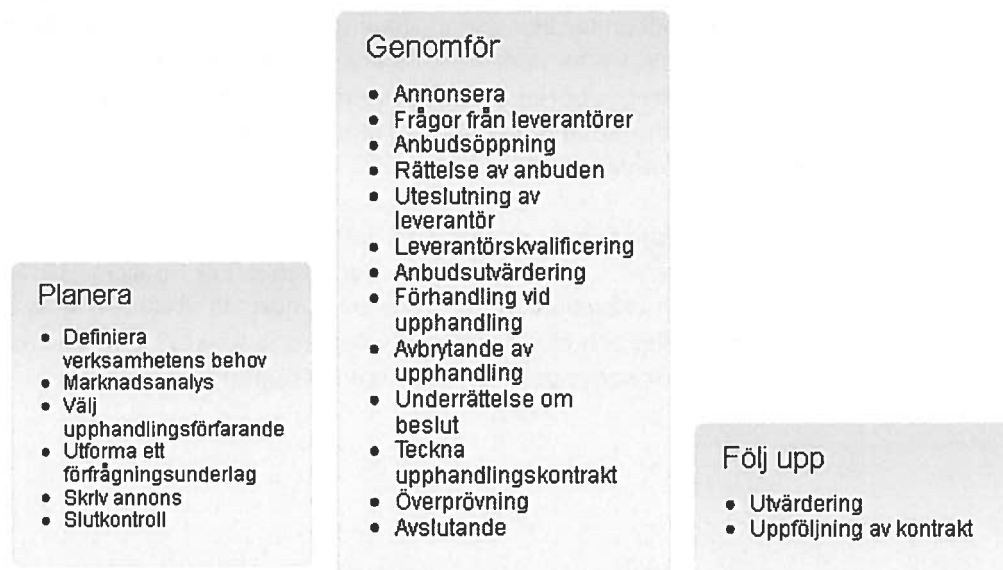 Planera
• Definiera
verksamhetens behov
• Marknadsanalys
• Välj
upphandlingsförfarande
• Utforma ett
förfrågningsunderlag
• Skriv annons
• Slutkontroll
Genomför
• Annonsera
• Frågor från leverantörer
• Anbudsöppning
• Rättelse av anbuden
• Uteslutning av
leverantör
• Leverantörskvalificering
• Anbudsutvärdering
• Förhandling vid
upphandling
• Avbrytande av
upphandling
• Underrättelse om
beslut
• Teckna
upphandlingskontrakt
• Överprövning
• Avslutande
Följ upp
• Utvärdering
• Uppföljning av kontrakt